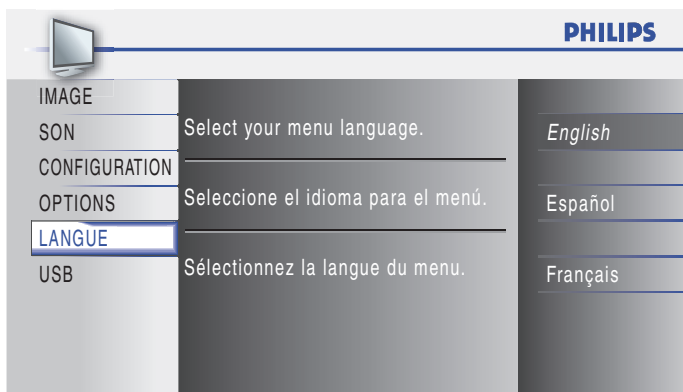 PHILIPS
IMAGE
SON
CONFIGURATION
OPTIONS
LANGUE
USB
Select your menu language.
Seleccione el idioma para el menú.
Sélectionnez la langue du menu.
English
Español
Français